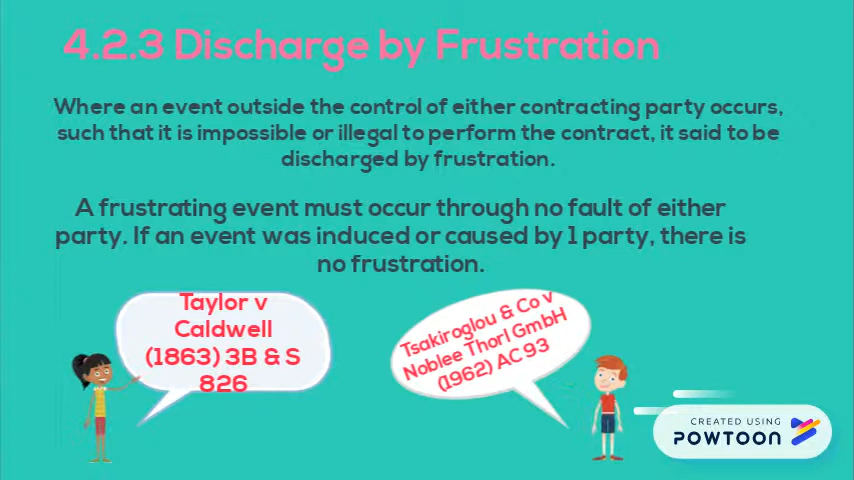 4.2.3 Discharge by Frustration
Where an event outside the control of either contracting party occurs,
such that it is impossible or illegal to perform the contract, it said to be
discharged by frustration.
A frustrating event must occur through no fault of either
party. If an event was induced or caused by 1 party, there is
no frustration.
Taylor v
Caldwell
(1863) 3B & S
826
Tsakiroglou & Co v
Noblee Thorl GmbH
(1962) AC 93
CREATED USING
POWTOON